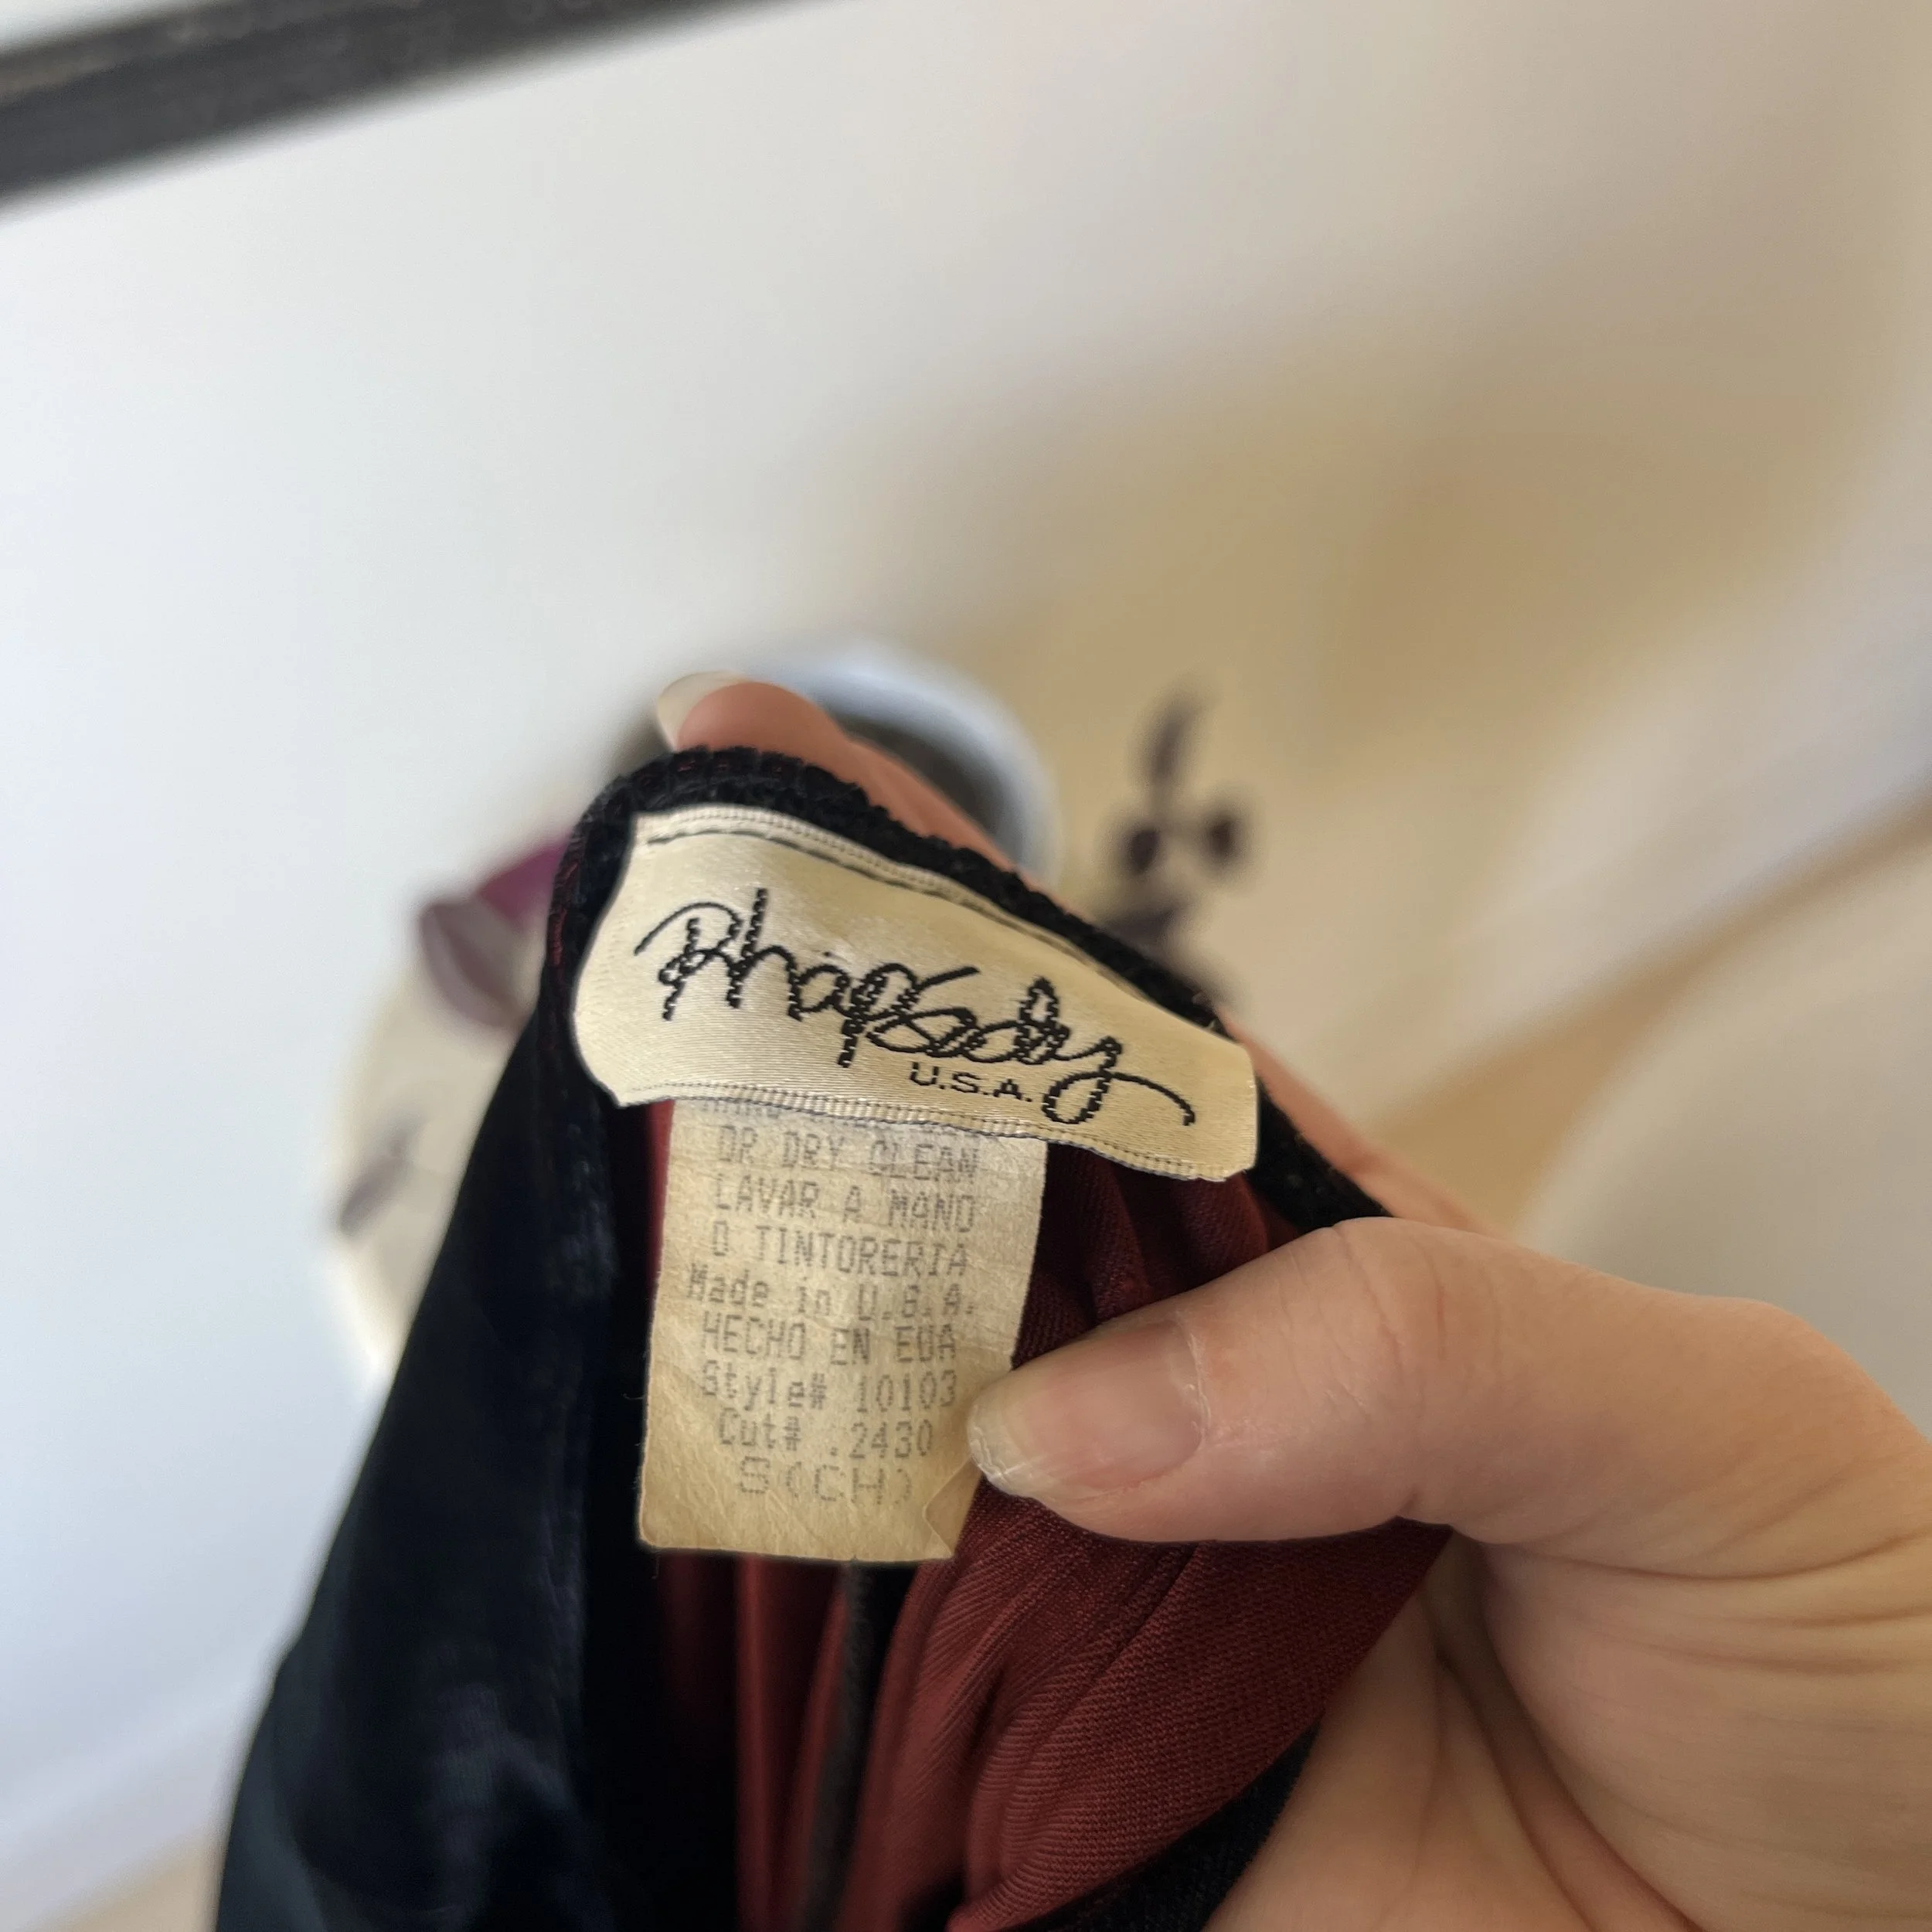 Rhapsody
U.S.A.
OR DRY CLEAN
LAVAR A MANO
O TINTORERIA
Made in U.S.A.
HECHO EN EUA
Style# 10103
Cut# .2430
S(CH)